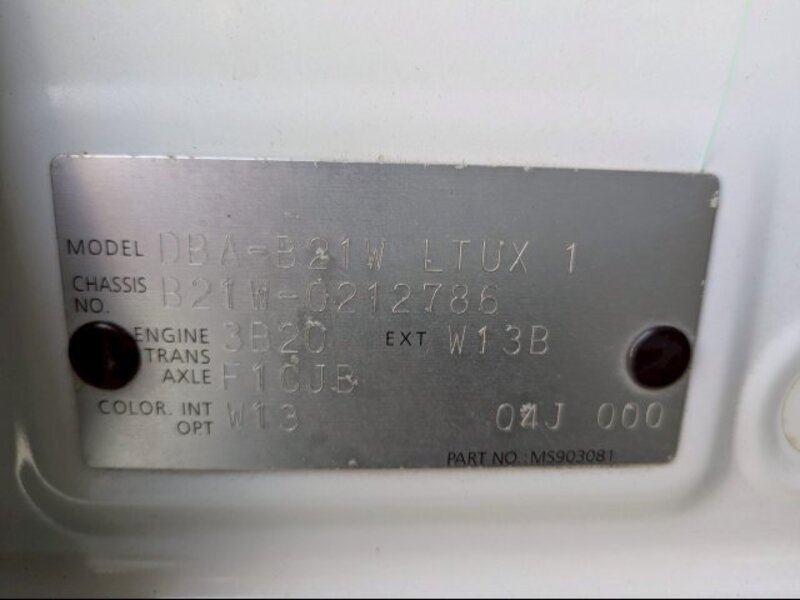 MODEL DBA-B21W LTUX 1
CHASSIS NO. B21W-0212786
ENGINE 3B20 EXT W13B
TRANS
AXLE F1CJB
COLOR. INT W13 04J 000
OPT
PART NO.:MS903081